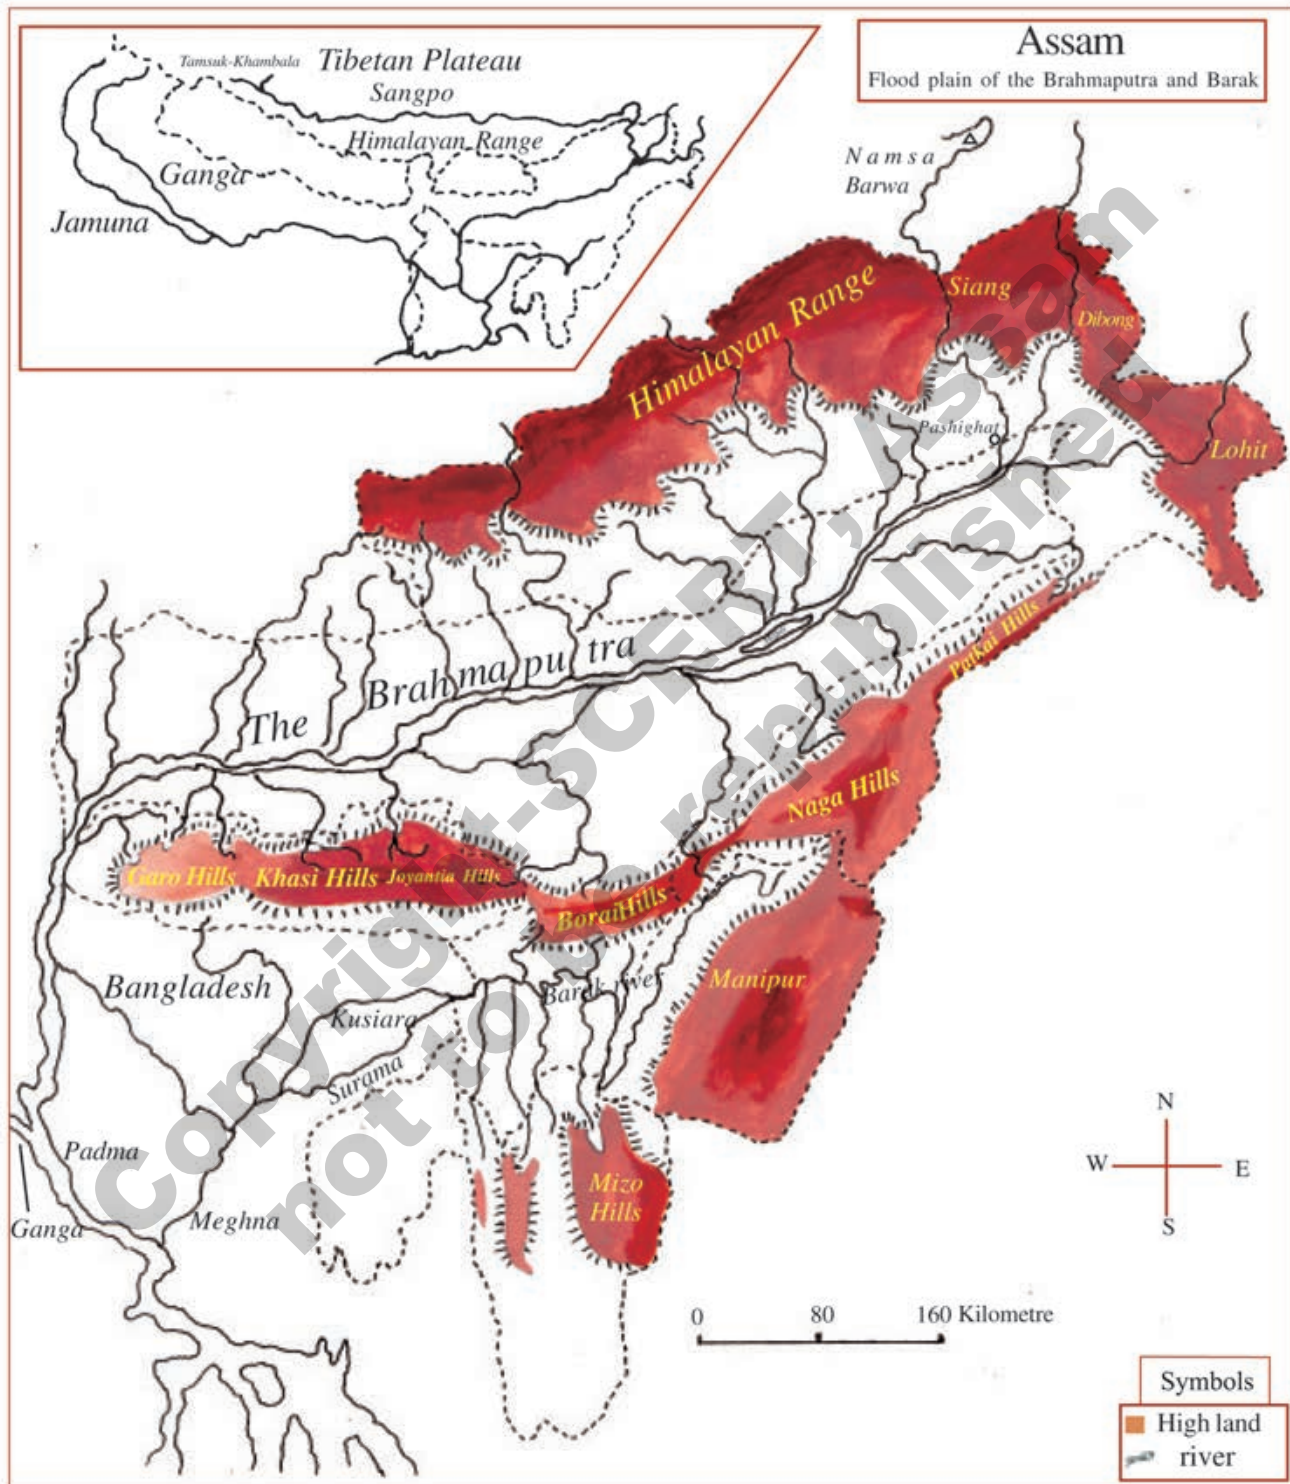 Assam
Flood plain of the Brahmaputra and Barak
Tamsuk-Khambala
Tibetan Plateau
Sangpo
Himalayan Range
Ganga
Jamuna
Namsa
Barwa
Himalayan Range
Siang
Dibong
Lohit
Pashighat
The Brahmaputra
Patkai Hills
Naga Hills
Garo Hills
Khasi Hills
Joyantia Hills
Borail Hills
Manipur
Barak river
Bangladesh
Kusiara
Surama
Padma
Ganga
Meghna
Mizo
Hills
N
W
E
S
0 80 160 Kilometre
Symbols
High land
river
Copyright-SCERT, Assam
not to be republished